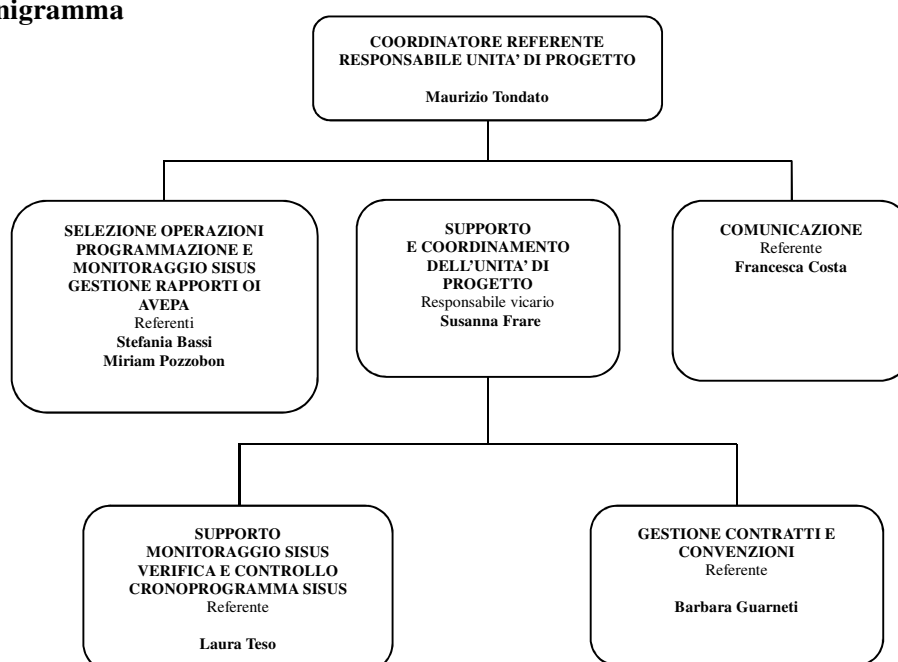 nigramma
COORDINATORE REFERENTE
RESPONSABILE UNITA’ DI PROGETTO
Maurizio Tondato
SELEZIONE OPERAZIONI
PROGRAMMAZIONE E
MONITORAGGIO SISUS
GESTIONE RAPPORTI OI
AVEPA
Referenti
Stefania Bassi
Miriam Pozzobon
SUPPORTO
E COORDINAMENTO
DELL’UNITA’ DI
PROGETTO
Responsabile vicario
Susanna Frare
COMUNICAZIONE
Referente
Francesca Costa
SUPPORTO
MONITORAGGIO SISUS
VERIFICA E CONTROLLO
CRONOPROGRAMMA SISUS
Referente
Laura Teso
GESTIONE CONTRATTI E
CONVENZIONI
Referente
Barbara Guarneti